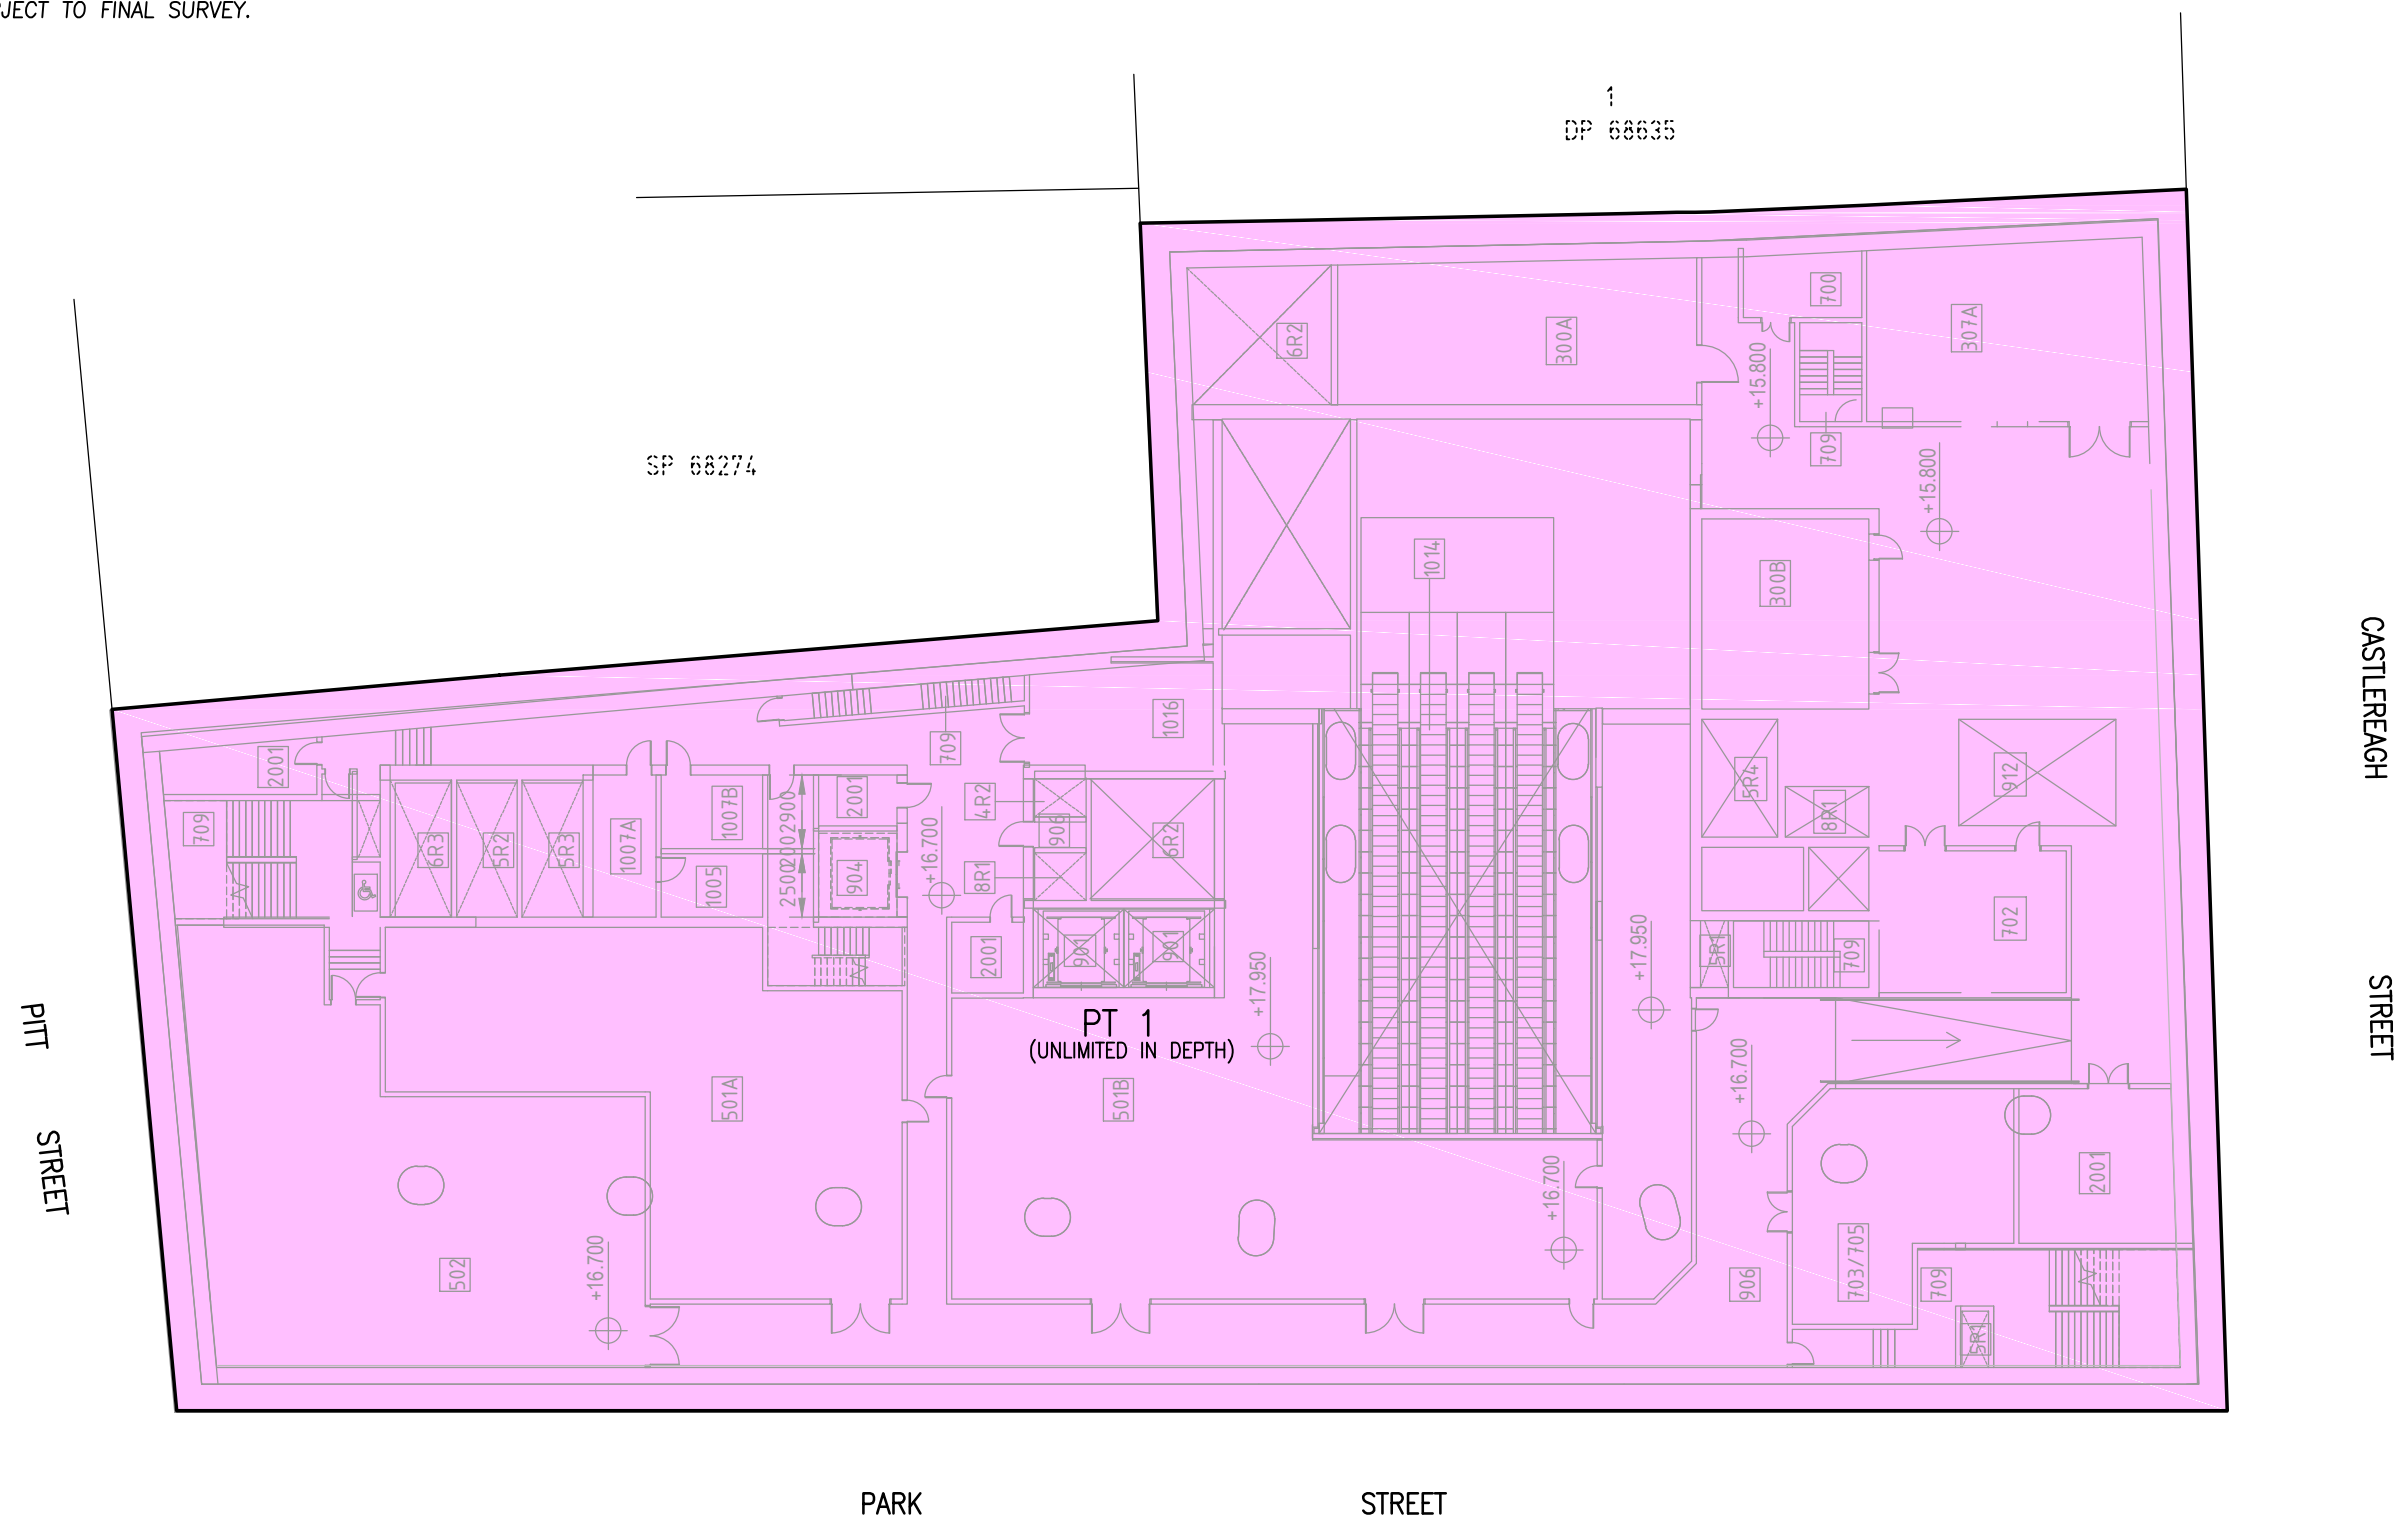 JECT TO FINAL SURVEY.
1
DP 68635
SP 68274
6R2
300A
700
307A
+15.800
709
+15.800
1014
300B
1016
709
2001
709
6R3
5R2
5R3
1007A
1007B
1005
2900
200
2500
2001
904
+16.700
4R2
906
8R1
6R2
2001
901
901
5R4
8R1
912
702
5R1
709
+17.950
+17.950
PT 1
(UNLIMITED IN DEPTH)
501A
501B
502
+16.700
+16.700
+16.700
906
703/705
709
5R1
2001
CASTLEREAGH STREET
PITT STREET
PARK STREET